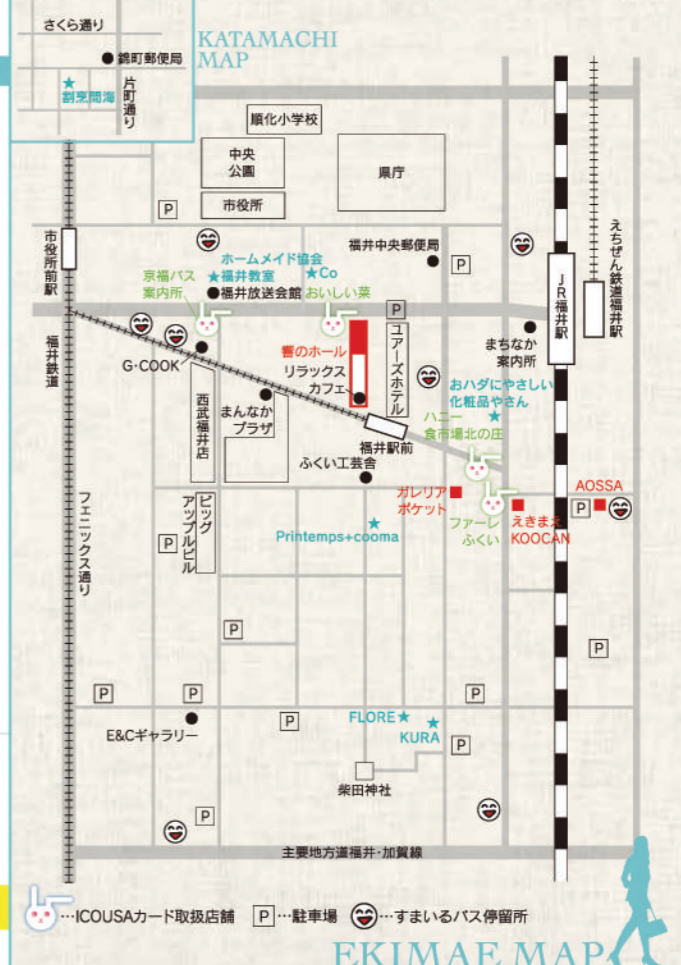 さくら通り
KATAMACHI
MAP
錦町郵便局
割烹間海
片町通り
順化小学校
中央
公園
県庁
P
市役所
市役所前駅
福井中央郵便局
P
えちぜん鉄道福井駅
JR福井駅
ホームメイド協会
福井教室
Co
京福バス
案内所
福井放送会館
おいしい菜
P
福井鉄道
響のホール
ユアーズホテル
まちなか
案内所
G・COOK
リラックス
カフェ
おハダにやさしい
化粧品やさん
西武福井店
まんなか
プラザ
ハニー
食市場北の庄
福井駅前
ふくい工芸舎
ガレリア
ポケット
AOSSA
P
フェニックス通り
ビッグ
アップルビル
P
ファーレ
ふくい
えきまえ
KOOCAN
Printemps+cooma
P
P
P
P
P
P
E&Cギャラリー
FLORE
KURA
P
柴田神社
P
主要地方道福井・加賀線
…ICOUSAカード取扱店舗
P…駐車場
…すまいるバス停留所
EKIMAE MAP